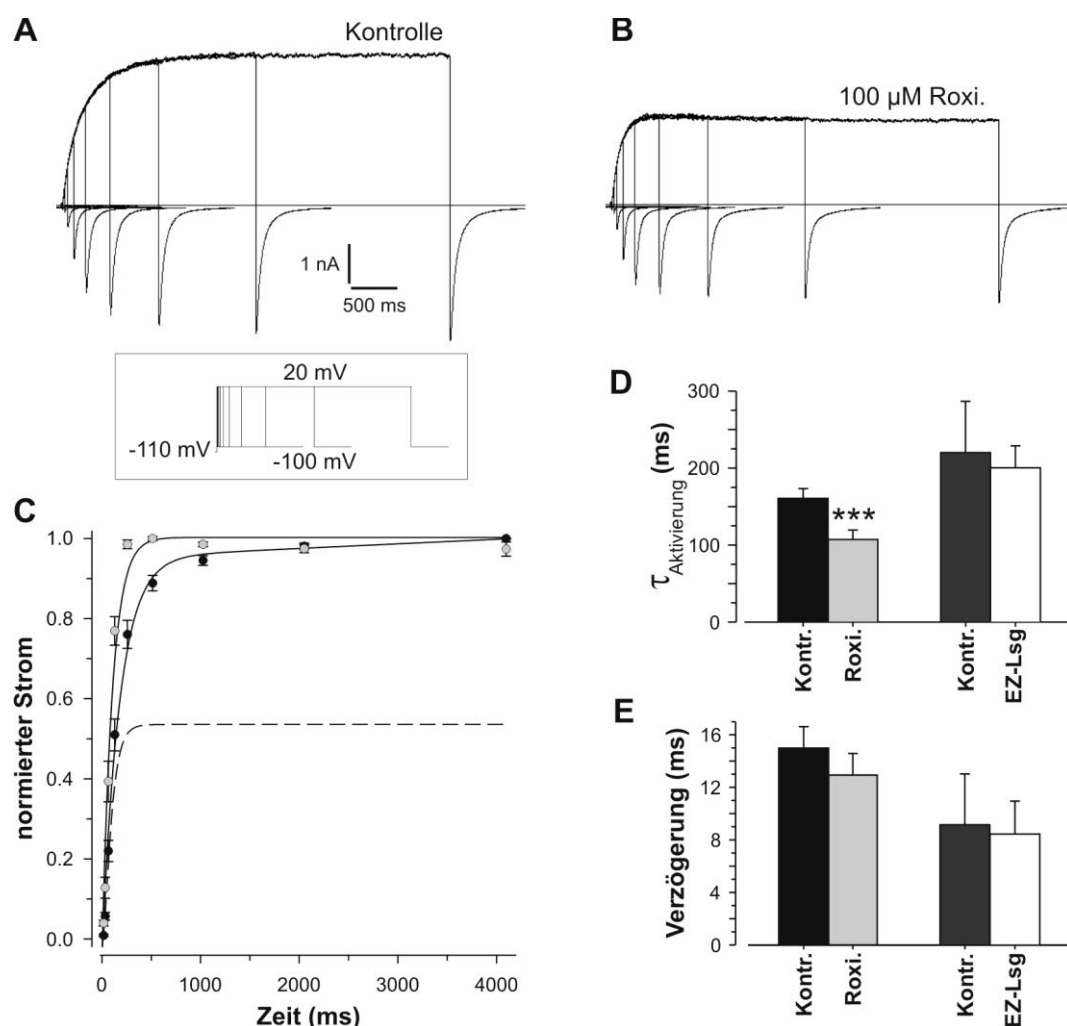 A
Kontrolle
1 nA
500 ms
20 mV
-110 mV
-100 mV
B
100 µM Roxi.
C
normierter Strom
1.0
0.8
0.6
0.4
0.2
0.0
0
1000
2000
3000
4000
Zeit (ms)
D
τAktivierung (ms)
300
200
100
0
***
Kontr.
Roxi.
Kontr.
EZ-Lsg
E
Verzögerung (ms)
16
12
8
4
0
Kontr.
Roxi.
Kontr.
EZ-Lsg